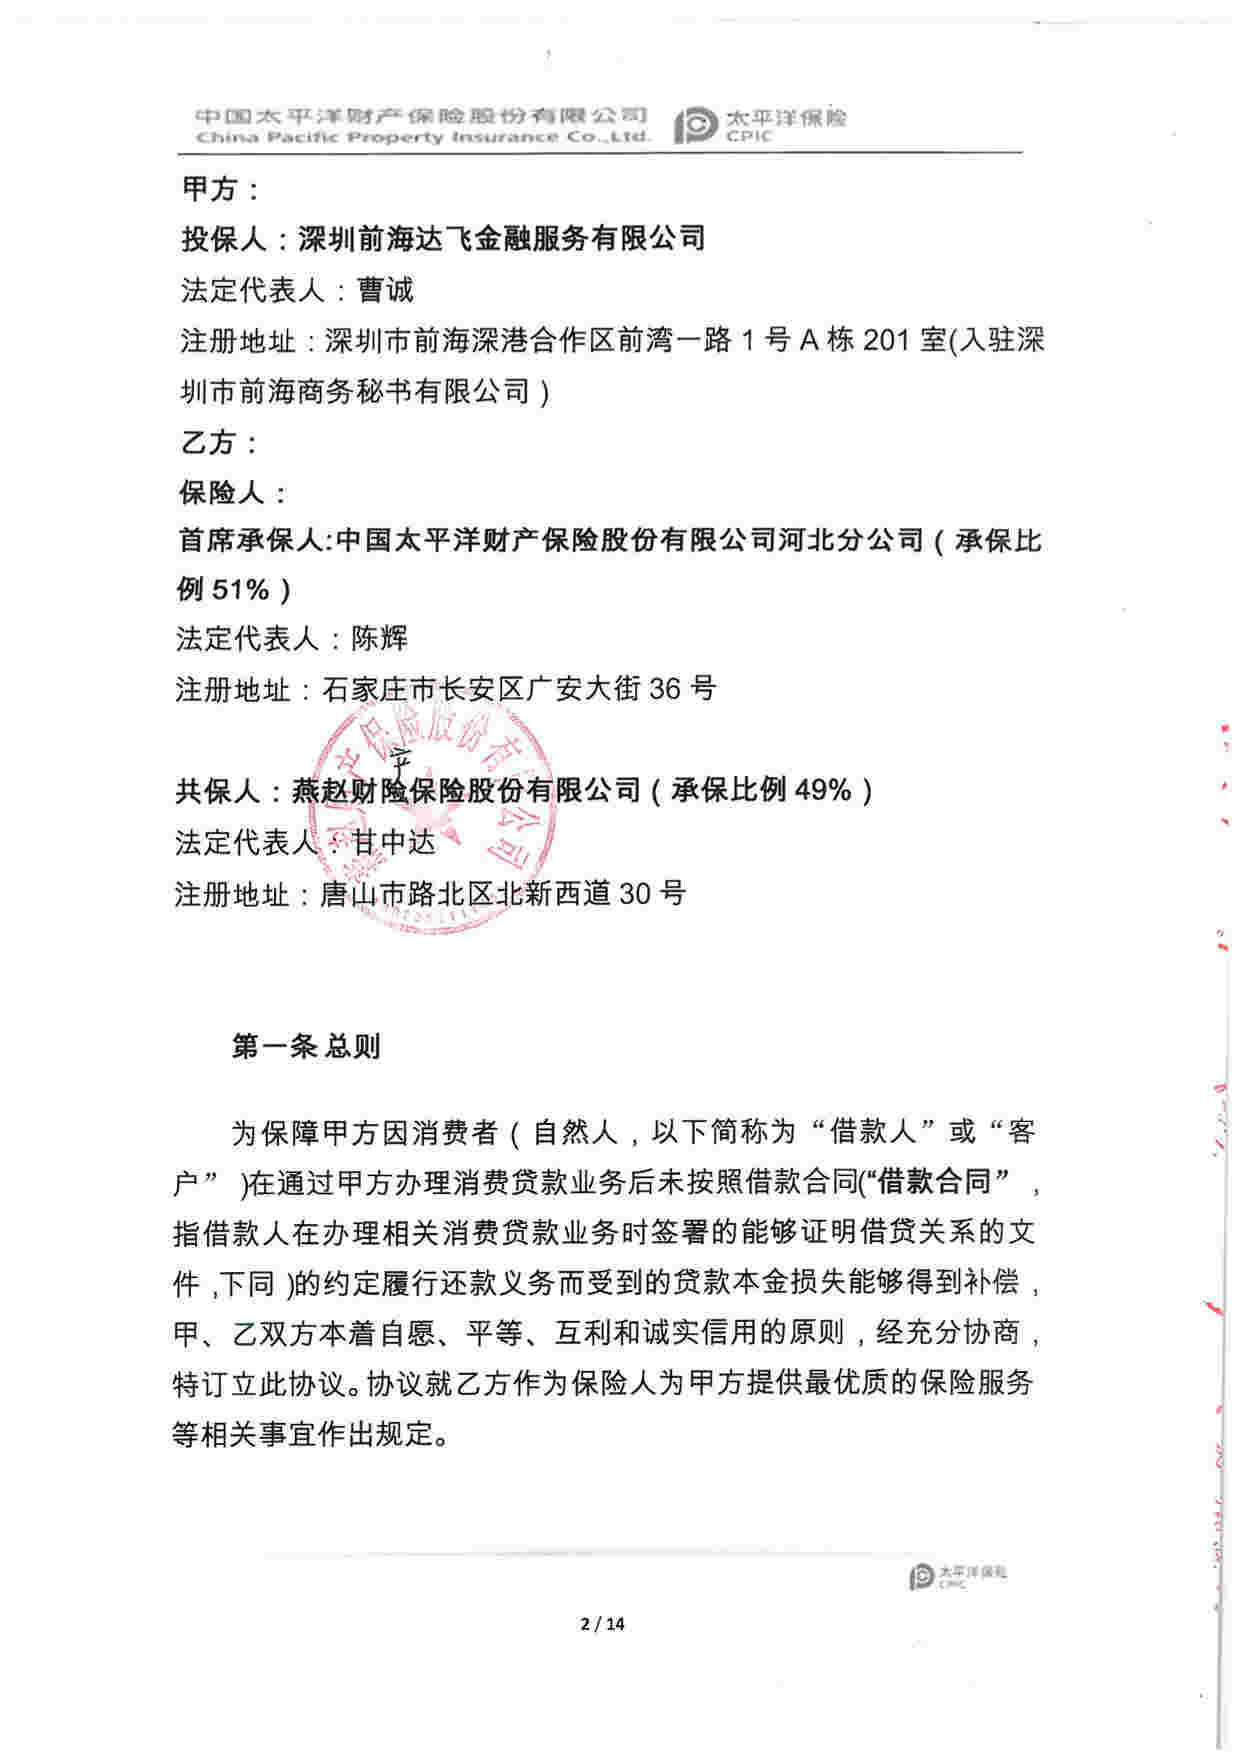 中国太平洋财产保险股份有限公司
China Pacific Property Insurance Co.,Ltd.
太平洋保险
CPIC
甲方：
投保人：深圳前海达飞金融服务有限公司
法定代表人：曹诚
注册地址：深圳市前海深港合作区前湾一路 1 号 A 栋 201 室(入驻深
圳市前海商务秘书有限公司）
乙方：
保险人：
首席承保人:中国太平洋财产保险股份有限公司河北分公司（承保比
例 51%）
法定代表人：陈辉
注册地址：石家庄市长安区广安大街 36 号
燕赵财产保险股份有限公司
产
共保人：燕赵财险保险股份有限公司（承保比例 49%）
法定代表人：甘中达
注册地址：唐山市路北区北新西道 30 号
第一条 总则
为保障甲方因消费者（自然人，以下简称为“借款人”或“客
户” )在通过甲方办理消费贷款业务后未按照借款合同(“借款合同”，
指借款人在办理相关消费贷款业务时签署的能够证明借贷关系的文
件,下同)的约定履行还款义务而受到的贷款本金损失能够得到补偿，
甲、乙双方本着自愿、平等、互利和诚实信用的原则，经充分协商，
特订立此协议。协议就乙方作为保险人为甲方提供最优质的保险服务
等相关事宜作出规定。
太平洋保险
CPIC
2 / 14